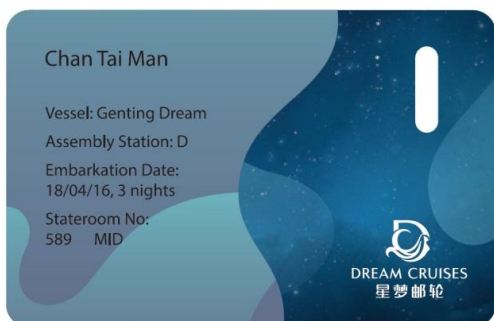 Chan Tai Man
Vessel: Genting Dream
Assembly Station: D
Embarkation Date:
18/04/16, 3 nights
Stateroom No:
589 MID
DREAM CRUISES
星梦邮轮